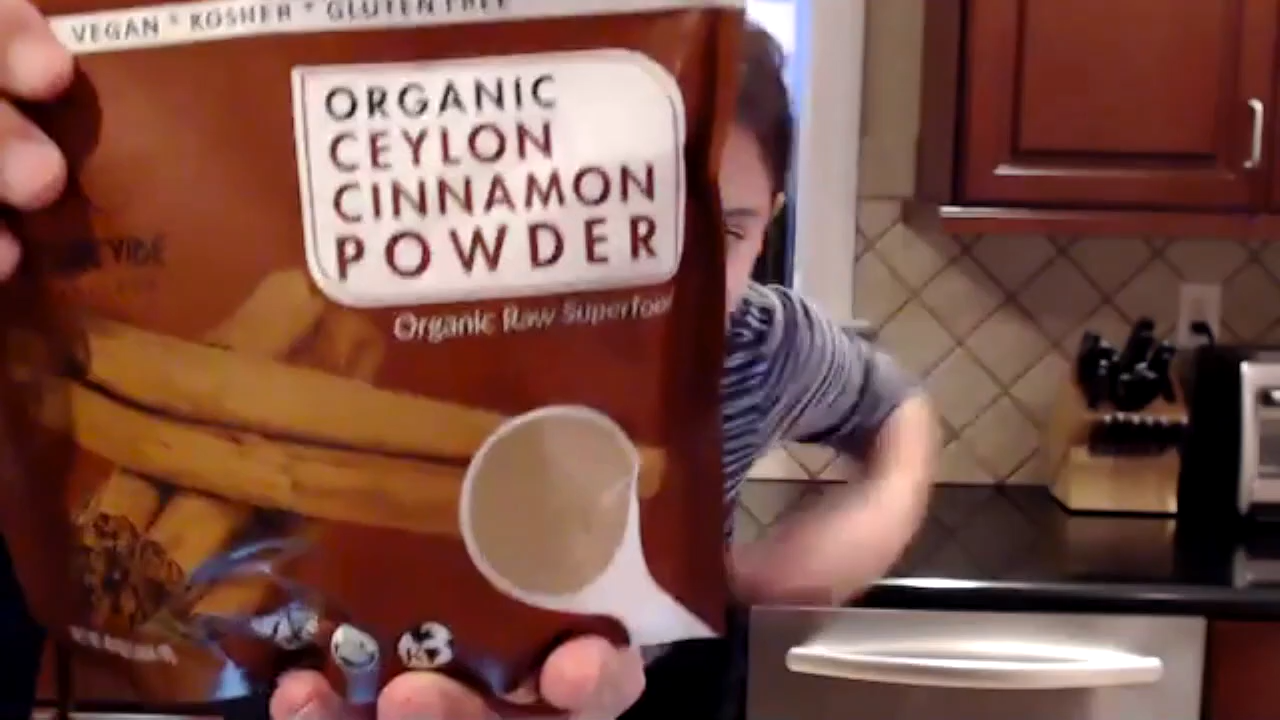 VEGAN * KOSHER * GLUTEN FREE
ORGANIC
CEYLON
CINNAMON
POWDER
Organic Raw Superfood